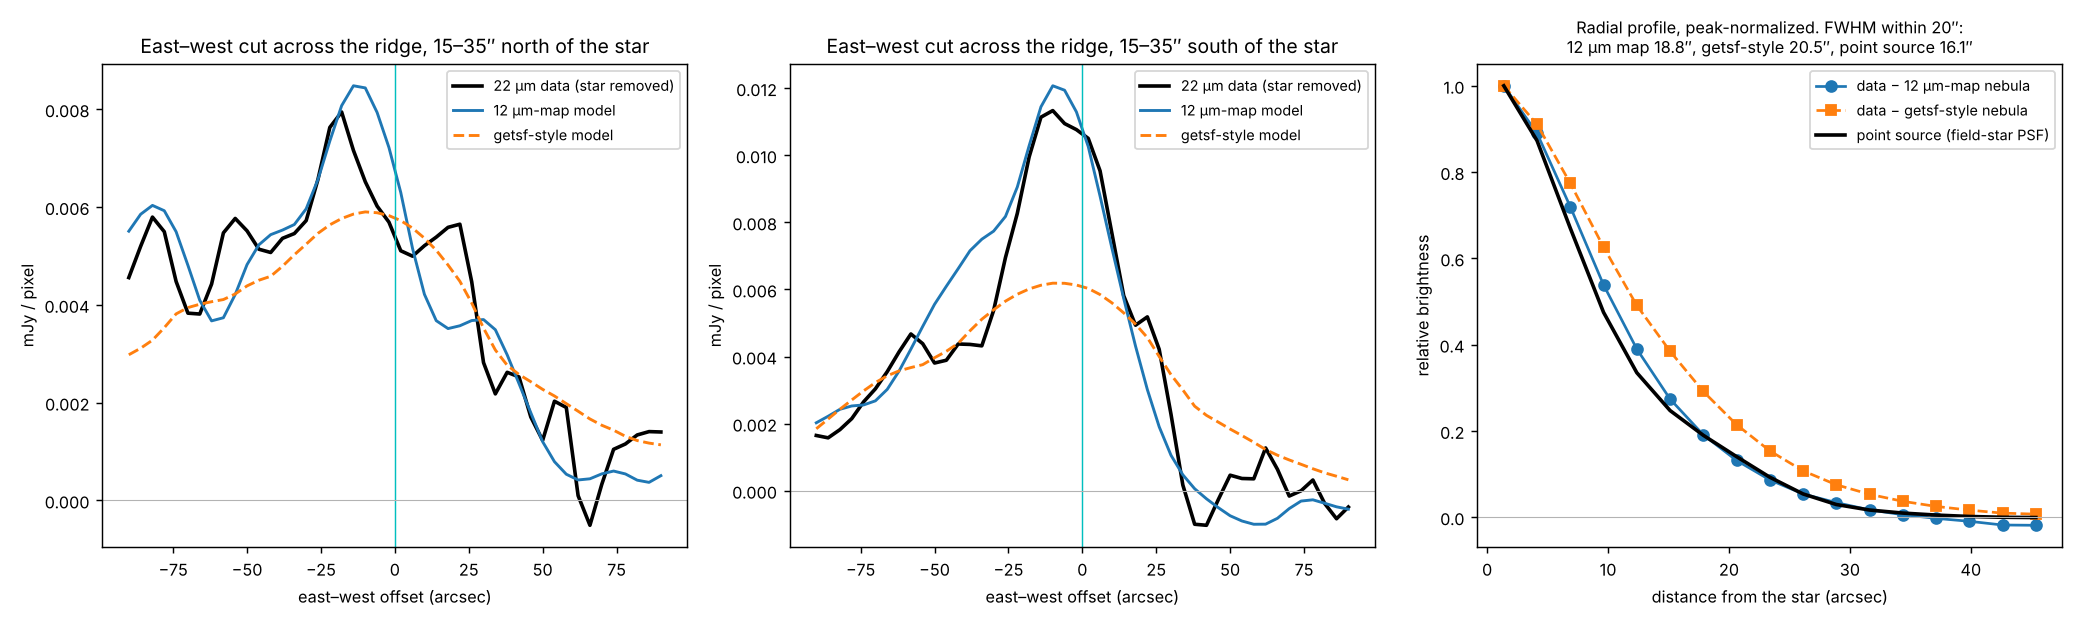 East–west cut across the ridge, 15–35″ north of the star
22 µm data (star removed)
12 µm-map model
getsf-style model
0.008
0.006
0.004
0.002
0.000
mJy / pixel
−75
−50
−25
0
25
50
75
east–west offset (arcsec)
East–west cut across the ridge, 15–35″ south of the star
22 µm data (star removed)
12 µm-map model
getsf-style model
0.012
0.010
0.008
0.006
0.004
0.002
0.000
mJy / pixel
−75
−50
−25
0
25
50
75
east–west offset (arcsec)
Radial profile, peak-normalized. FWHM within 20″:
12 µm map 18.8″, getsf-style 20.5″, point source 16.1″
data − 12 µm-map nebula
data − getsf-style nebula
point source (field-star PSF)
1.0
0.8
0.6
0.4
0.2
0.0
relative brightness
0
10
20
30
40
distance from the star (arcsec)